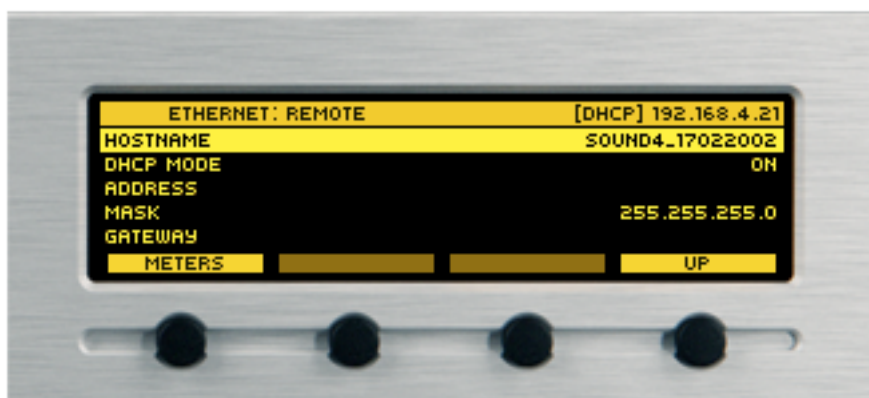 ETHERNET: REMOTE [DHCP] 192.168.4.21
HOSTNAME SOUND4_17022002
DHCP MODE ON
ADDRESS
MASK 255.255.255.0
GATEWAY
METERS UP